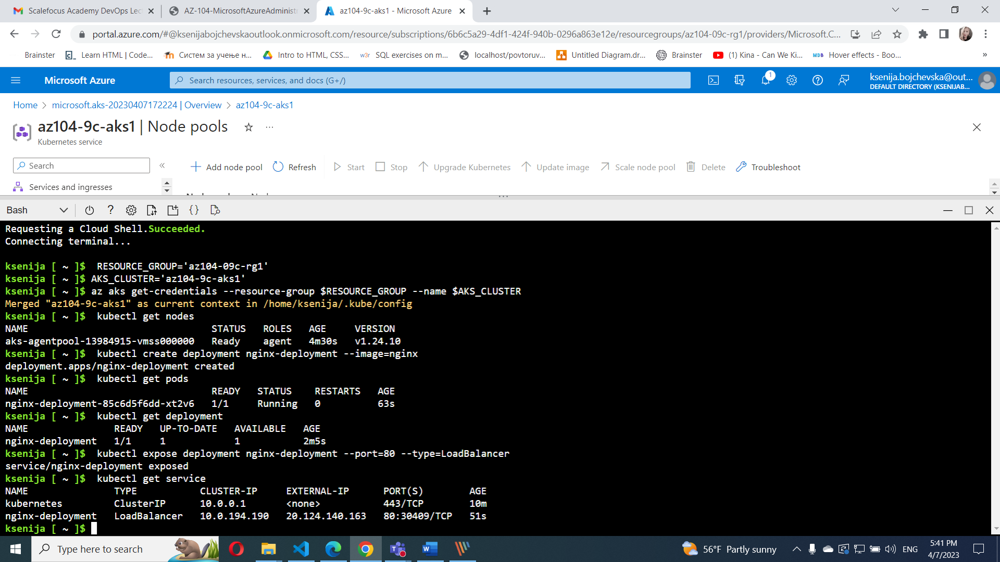 Scalefocus Academy DevOps Lec
AZ-104-MicrosoftAzureAdministr
az104-9c-aks1 - Microsoft Azure
portal.azure.com/#@ksenijabojchevskaoutlook.onmicrosoft.com/resource/subscriptions/6b6c5a29-4df1-424f-940b-0296a863e12e/resourcegroups/az104-09c-rg1/providers/Microsoft.C...
Brainster
Learn HTML | Code...
Систем за учење н...
Intro to HTML, CSS...
SQL exercises on m...
localhost/povtoruv...
Untitled Diagram.dr...
Brainster
(1) Kina - Can We Ki...
Hover effects - Boo...
»
Microsoft Azure
Search resources, services, and docs (G+/)
1
ksenija.bojchevska@out...
DEFAULT DIRECTORY (KSENIJAB...
Home > microsoft.aks-20230407172224 | Overview > az104-9c-aks1
az104-9c-aks1 | Node pools
Kubernetes service
Search
«
Add node pool
Refresh
Start
Stop
Upgrade Kubernetes
Update image
Scale node pool
Delete
Troubleshoot
Services and ingresses
Bash
Requesting a Cloud Shell.Succeeded.
Connecting terminal...
ksenija [ ~ ]$  RESOURCE_GROUP='az104-09c-rg1'
ksenija [ ~ ]$ AKS_CLUSTER='az104-9c-aks1'
ksenija [ ~ ]$ az aks get-credentials --resource-group $RESOURCE_GROUP --name $AKS_CLUSTER
Merged "az104-9c-aks1" as current context in /home/ksenija/.kube/config
ksenija [ ~ ]$  kubectl get nodes
NAME                                STATUS   ROLES   AGE     VERSION
aks-agentpool-13984915-vmss000000   Ready    agent   4m30s   v1.24.10
ksenija [ ~ ]$  kubectl create deployment nginx-deployment --image=nginx
deployment.apps/nginx-deployment created
ksenija [ ~ ]$  kubectl get pods
NAME                                READY   STATUS    RESTARTS   AGE
nginx-deployment-85c6d5f6dd-xt2v6   1/1     Running   0          63s
ksenija [ ~ ]$  kubectl get deployment
NAME               READY   UP-TO-DATE   AVAILABLE   AGE
nginx-deployment   1/1     1            1           2m5s
ksenija [ ~ ]$  kubectl expose deployment nginx-deployment --port=80 --type=LoadBalancer
service/nginx-deployment exposed
ksenija [ ~ ]$  kubectl get service
NAME               TYPE           CLUSTER-IP     EXTERNAL-IP      PORT(S)        AGE
kubernetes         ClusterIP      10.0.0.1       <none>           443/TCP        10m
nginx-deployment   LoadBalancer   10.0.194.190   20.124.140.163   80:30409/TCP   51s
ksenija [ ~ ]$
Type here to search
56°F Partly sunny
ENG
5:41 PM
4/7/2023